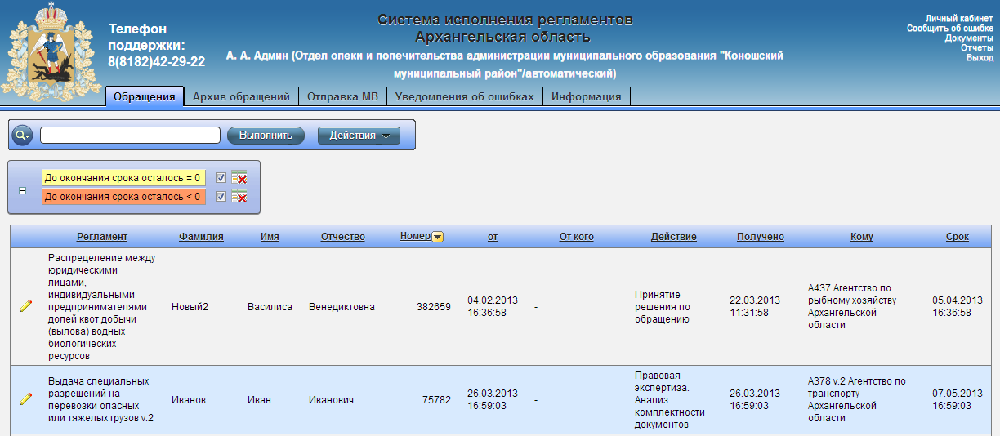 Телефон
поддержки:
8(8182)42-29-22
Система исполнения регламентов
Архангельская область
А. А. Админ (Отдел опеки и попечительства администрации муниципального образования "Коношский
муниципальный район"/автоматический)
Личный кабинет
Сообщить об ошибке
Документы
Отчеты
Выход
Обращения Архив обращений Отправка МВ Уведомления об ошибках Информация
Выполнить Действия
До окончания срока осталось = 0
До окончания срока осталось < 0
Регламент Фамилия Имя Отчество Номер от От кого Действие Получено Кому Срок
Распределение между
юридическими
лицами,
индивидуальными
предпринимателями
долей квот добычи
(вылова) водных
биологических
ресурсов
Новый2
Василиса
Венедиктовна
382659
04.02.2013
16:36:58
-
Принятие
решения по
обращению
22.03.2013
11:31:58
А437 Агентство по
рыбному хозяйству
Архангельской
области
05.04.2013
16:36:58
Выдача специальных
разрешений на
перевозки опасных
или тяжелых грузов v.2
Иванов
Иван
Иванович
75782
26.03.2013
16:59:03
-
Правовая
экспертиза.
Анализ
комплектности
документов
26.03.2013
16:59:03
А378 v.2 Агентство по
транспорту
Архангельской
области
07.05.2013
16:59:03